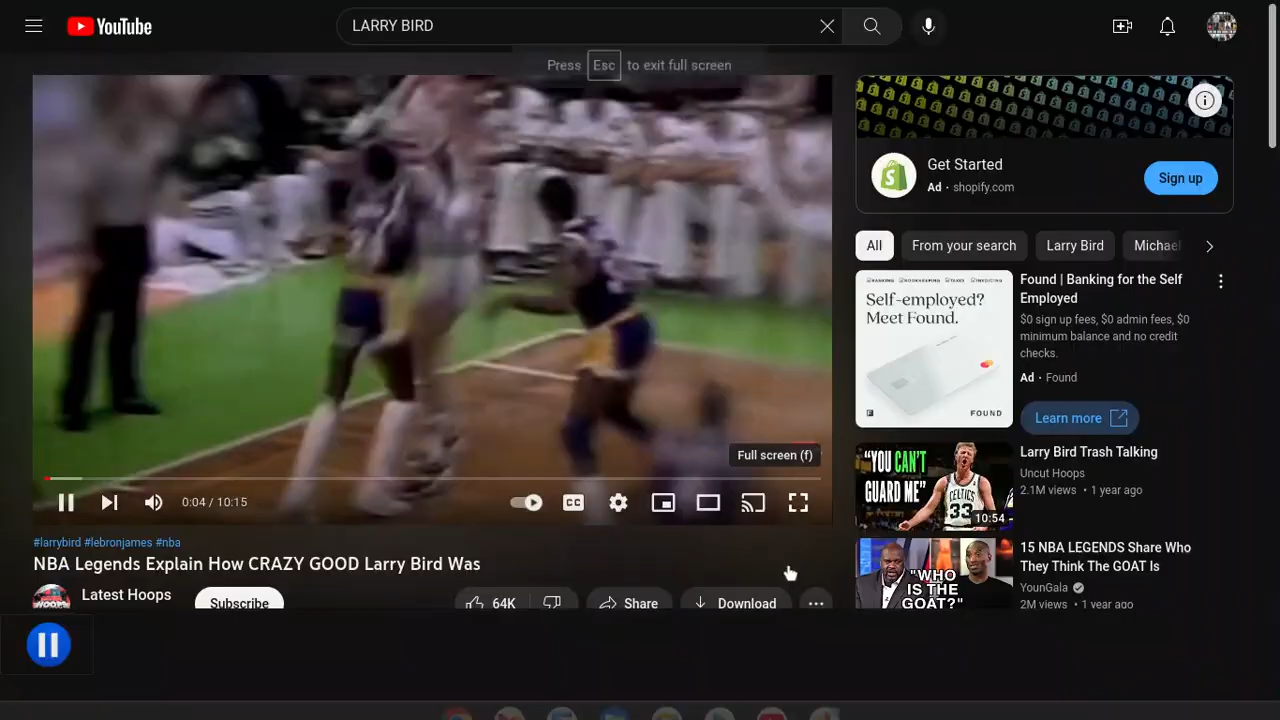 YouTube
LARRY BIRD
Press Esc to exit full screen
Full screen (f)
0:04 / 10:15
CC
#larrybird #lebronjames #nba
NBA Legends Explain How CRAZY GOOD Larry Bird Was
Latest Hoops
Subscribe
64K
Share
Download
Get Started
Ad · shopify.com
Sign up
All
From your search
Larry Bird
Michael
Self-employed?
Meet Found.
FOUND
Found | Banking for the Self
Employed
$0 sign up fees, $0 admin fees, $0
minimum balance and no credit
checks.
Ad · Found
Learn more
"YOU CAN'T
GUARD ME"
CELTICS
33
10:54
Larry Bird Trash Talking
Uncut Hoops
2.1M views · 1 year ago
"WHO
IS THE
GOAT?"
15 NBA LEGENDS Share Who
They Think The GOAT Is
YounGala
2M views · 1 year ago